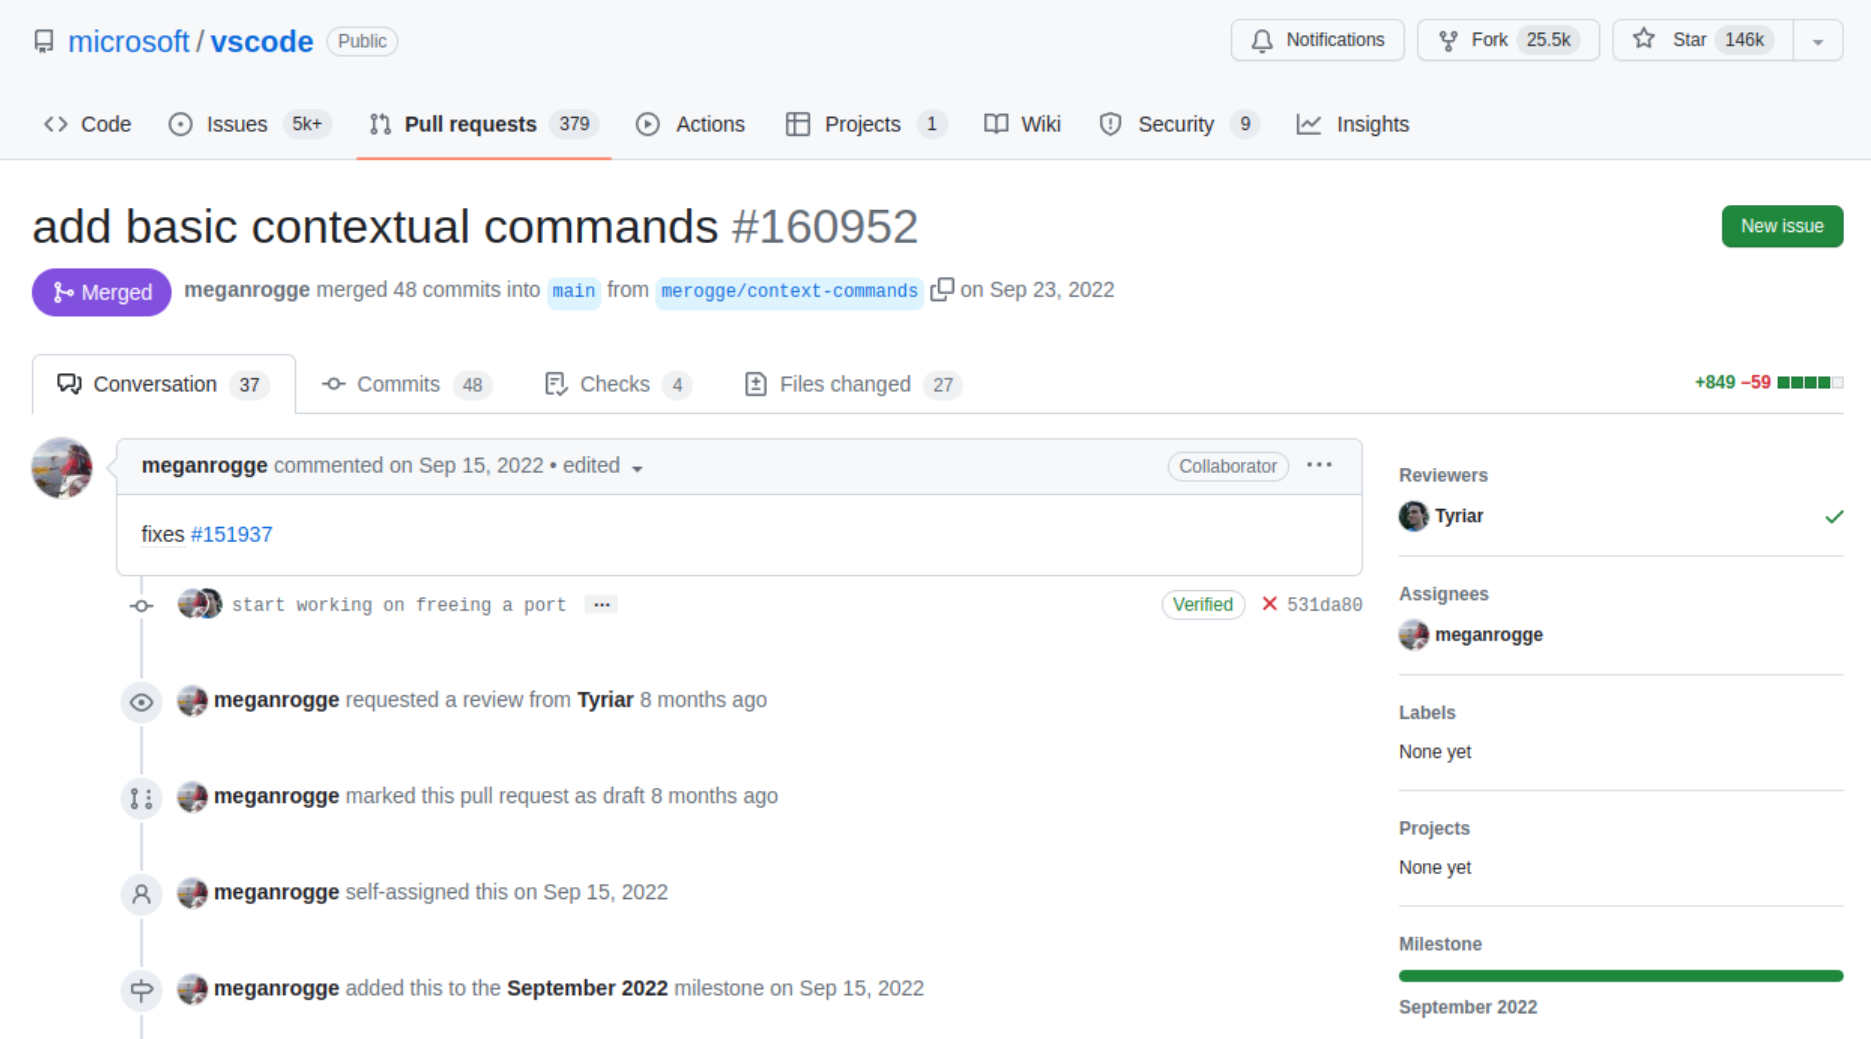 microsoft / vscode Public Notifications Fork 25.5k Star 146k
Code Issues 5k+ Pull requests 379 Actions Projects 1 Wiki Security 9 Insights
add basic contextual commands #160952 New issue
Merged meganrogge merged 48 commits into main from merogge/context-commands on Sep 23, 2022
Conversation 37 Commits 48 Checks 4 Files changed 27 +849 −59
meganrogge commented on Sep 15, 2022 • edited Collaborator ···
fixes #151937
start working on freeing a port ... Verified 531da80
meganrogge requested a review from Tyriar 8 months ago
meganrogge marked this pull request as draft 8 months ago
meganrogge self-assigned this on Sep 15, 2022
meganrogge added this to the September 2022 milestone on Sep 15, 2022
Reviewers
Tyriar
Assignees
meganrogge
Labels
None yet
Projects
None yet
Milestone
September 2022